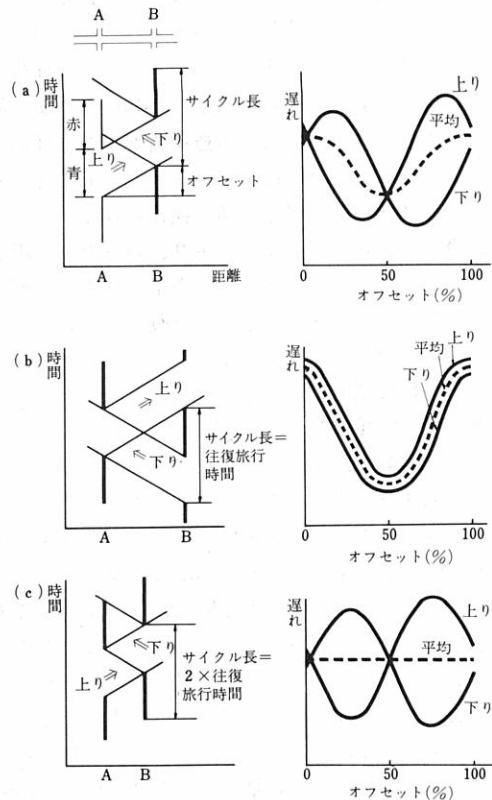 A B
(a)
時間
赤
青
上り
下り
サイクル長
オフセット
A B 距離
遅れ
上り
平均
下り
0 50 100
オフセット(%)
(b)
時間
上り
下り
サイクル長=
往復旅行
時間
A B
遅れ
上り
平均
下り
0 50 100
オフセット(%)
(c)
時間
下り
上り
サイクル長=
2×往復
旅行時間
A B
遅れ
上り
平均
下り
0 50 100
オフセット(%)